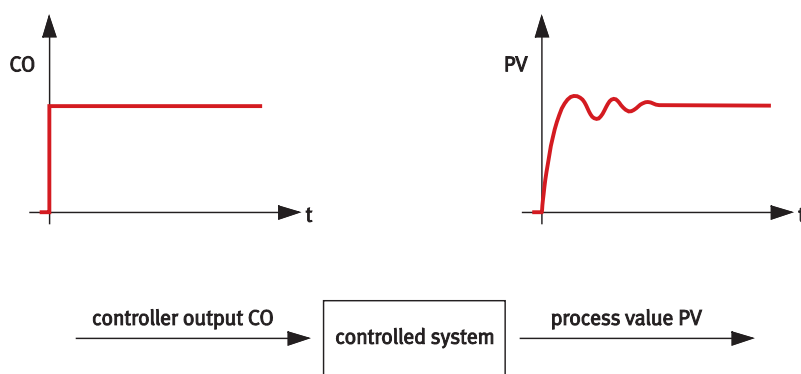 CO
t
PV
t
controller output CO
controlled system
process value PV